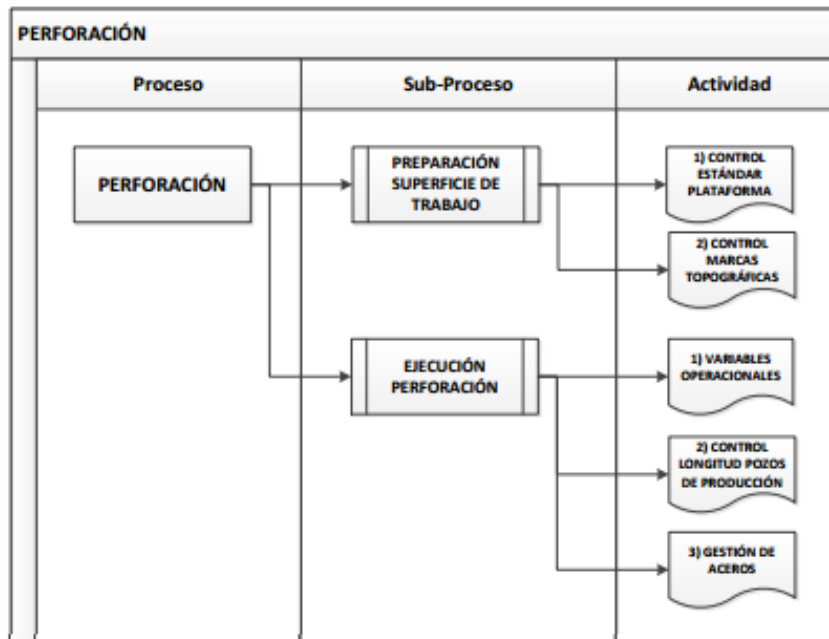 PERFORACIÓN
Proceso
Sub-Proceso
Actividad
PERFORACIÓN
PREPARACIÓN
SUPERFICIE DE
TRABAJO
1) CONTROL
ESTÁNDAR
PLATAFORMA
2) CONTROL
MARCAS
TOPOGRÁFICAS
EJECUCIÓN
PERFORACIÓN
1) VARIABLES
OPERACIONALES
2) CONTROL
LONGITUD POZOS
DE PRODUCCIÓN
3) GESTIÓN DE
ACEROS